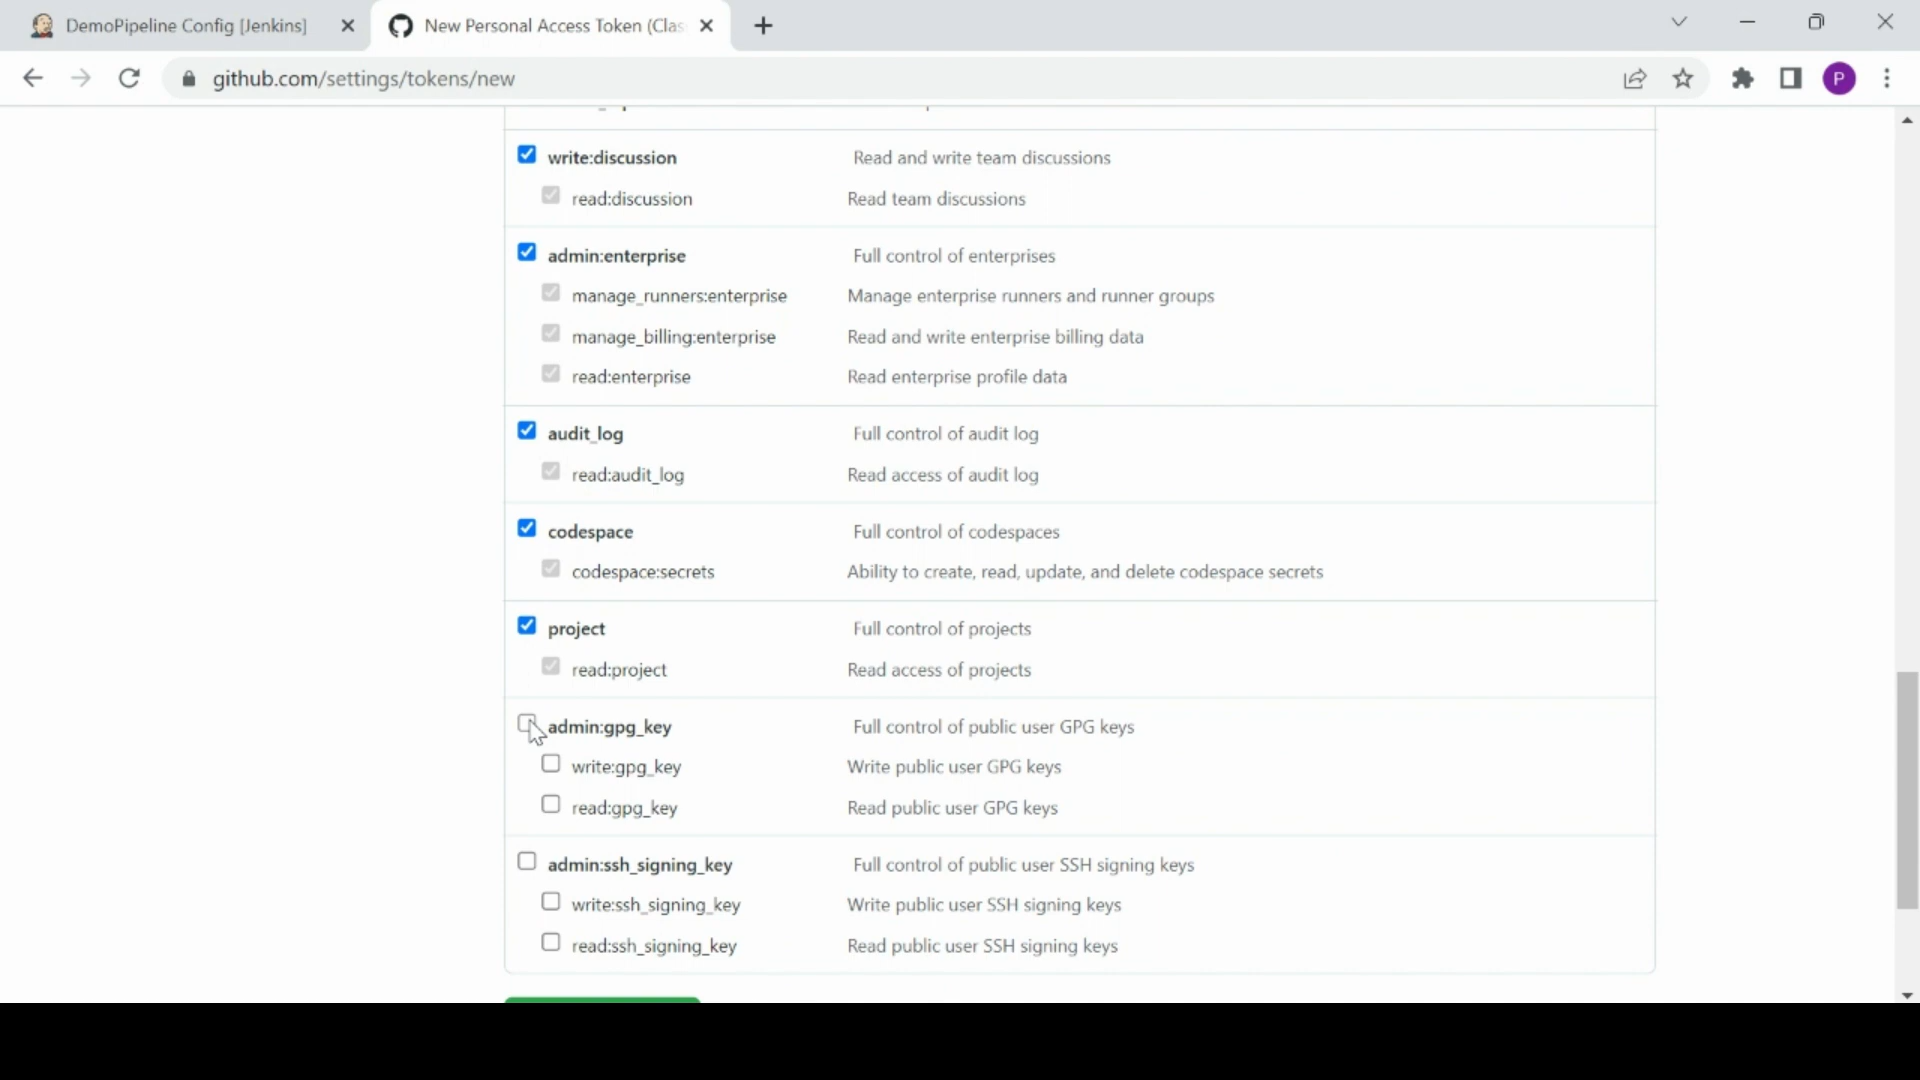 DemoPipeline Config [Jenkins]
New Personal Access Token (Clas
github.com/settings/tokens/new
P
write:discussion Read and write team discussions
read:discussion Read team discussions
admin:enterprise Full control of enterprises
manage_runners:enterprise Manage enterprise runners and runner groups
manage_billing:enterprise Read and write enterprise billing data
read:enterprise Read enterprise profile data
audit_log Full control of audit log
read:audit_log Read access of audit log
codespace Full control of codespaces
codespace:secrets Ability to create, read, update, and delete codespace secrets
project Full control of projects
read:project Read access of projects
admin:gpg_key Full control of public user GPG keys
write:gpg_key Write public user GPG keys
read:gpg_key Read public user GPG keys
admin:ssh_signing_key Full control of public user SSH signing keys
write:ssh_signing_key Write public user SSH signing keys
read:ssh_signing_key Read public user SSH signing keys